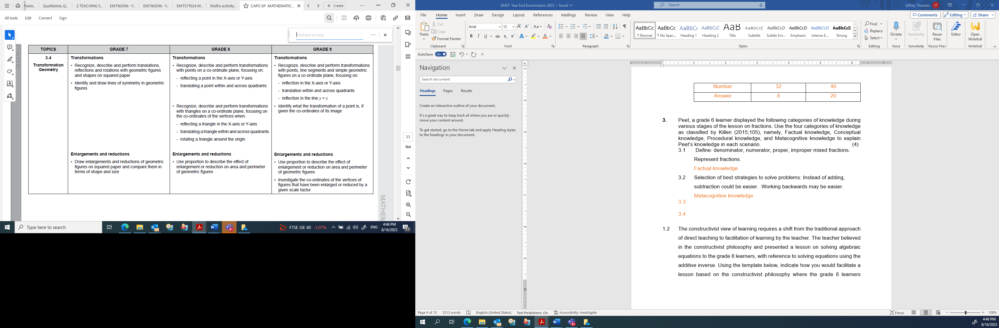 hesis..
Qualitative, Q..
2 TEACHING S..
EMTI63016 - Y..
EMTI63016 - Y..
EMTS71024 M..
Maths activity...
CAPS SP MATHEMATIC...
Create
All tools
Edit
Convert
Sign
Find text or tools
TOPICS
GRADE 7
GRADE 8
GRADE 9
3.4
Transformation
Geometry
Transformations
• Recognize, describe and perform translations,
reflections and rotations with geometric figures
and shapes on squared paper
• Identify and draw lines of symmetry in geometric
figures
Enlargements and reductions
• Draw enlargements and reductions of geometric
figures on squared paper and compare them in
terms of shape and size
Transformations
• Recognize, describe and perform transformations
with points on a co-ordinate plane, focusing on:
- reflecting a point in the X-axis or Y-axis
- translating a point within and across quadrants
• Recognize, describe and perform transformations
with triangles on a co-ordinate plane, focusing on
the co-ordinates of the vertices when:
- reflecting a triangle in the X-axis or Y-axis
- translating a triangle within and across quadrants
- rotating a triangle around the origin
Enlargements and reductions
• Use proportion to describe the effect of
enlargement or reduction on area and perimeter
of geometric figures
Transformations
• Recognize, describe and perform transformations
with points, line segments and simple geometric
figures on a co-ordinate plane, focusing on:
- reflection in the X-axis or Y-axis
- translation within and across quadrants
- reflection in the line y = x
• Identify what the transformation of a point is, if
given the co-ordinates of its image
Enlargements and reductions
• Use proportion to describe the effect of
enlargement or reduction on area and perimeter
of geometric figures
• Investigate the co-ordinates of the vertices of
figures that have been enlarged or reduced by a
given scale factor
CAPS
MATHEM
33
164
Type here to search
FTSE JSE 40 -1,07%
ENG
4:46 PM
8/16/2023
23
EMST Year End Examination 2023 • Saved
Search
Jeffrey Thomas
JT
File
Home
Insert
Draw
Design
Layout
References
Mailings
Review
View
Help
Comments
Editing
Share
Paste
Cut
Copy
Format Painter
Clipboard
Arial
12
Font
Paragraph
AaBbCc
¶ Normal
AaBbCc
¶ No Spac...
AaBbC(
Heading 1
AaBbCcC
Heading 2
AaB
Title
AaBbCcD
Subtitle
AaBbCcD
Subtle Em...
AaBbCcD
Emphasis
AaBbCcD
Intense E...
AaBbCcD
Strong
Styles
Find
Replace
Select
Editing
Dictate
Voice
Sensitivity
Sensitivity
Reuse
Files
Reuse Files
Editor
Open
Writefull
Writefull
AutoSave On
Navigation
Search document
Headings
Pages
Results
Create an interactive outline of your document.
It's a great way to keep track of where you are or quickly
move your content around.
To get started, go to the Home tab and apply Heading styles
to the headings in your document.
Number 32 40
Answer 8 20
3. Peet, a grade 6 learner displayed the following categories of knowledge during
various stages of the lesson on fractions. Use the four categories of knowledge
as classified by Killen (2015;105), namely, Factual knowledge, Conceptual
knowledge, Procedural knowledge, and Metacognitive knowledge to explain
Peet's knowledge in each scenario. (4)
3.1 Define: denominator, numerator, proper, improper mixed fractions.
Represent fractions.
Factual knowledge
3.2 Selection of best strategies to solve problems: Instead of adding,
subtraction could be easier. Working backwards may be easier.
Metacognitive knowledge
3.3
3.4
1.2 The constructivist view of learning requires a shift from the traditional approach
of direct teaching to facilitation of learning by the teacher. The teacher believed
in the constructivist philosophy and presented a lesson on solving algebraic
equations to the grade 8 learners, with reference to solving equations using the
additive inverse. Using the template below, indicate how you would facilitate a
lesson based on the constructivist philosophy where the grade 8 learners
Page 4 of 15
2513 words
English (United States)
Text Predictions: On
Accessibility: Investigate
Focus
108%
4:46 PM
8/16/2023